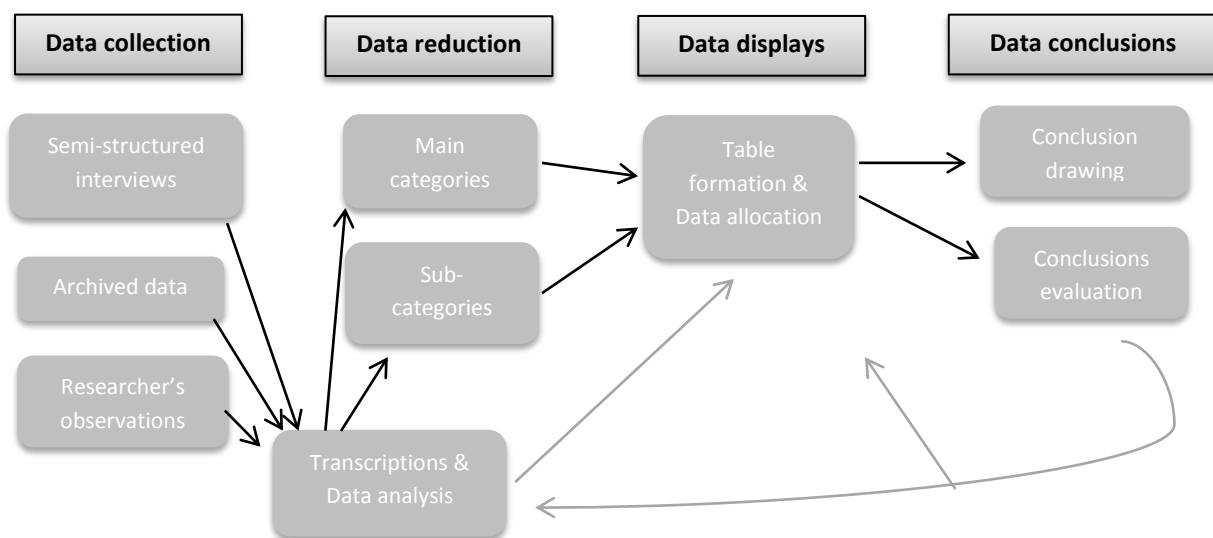 Data collection
Data reduction
Data displays
Data conclusions
Semi-structured
interviews
Archived data
Researcher’s
observations
Main
categories
Sub-
categories
Transcriptions &
Data analysis
Table
formation &
Data allocation
Conclusion
drawing
Conclusions
evaluation